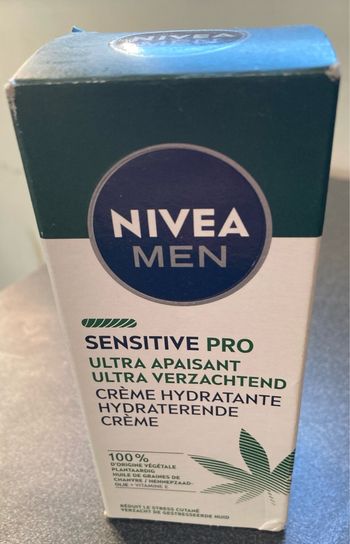 NIVEA
NIVEA
MEN
SENSITIVE PRO
ULTRA APAISANT
ULTRA VERZACHTEND
CRÈME HYDRATANTE
HYDRATERENDE
CRÈME
100%
D'ORIGINE VÉGÉTALE
PLANTAARDIG
HUILE DE GRAINES DE
CHANVRE / HENNEPZAAD-
OLIE + VITAMINE E
RÉDUIT LE STRESS CUTANÉ
VERZACHT DE GESTRESSEERDE HUID